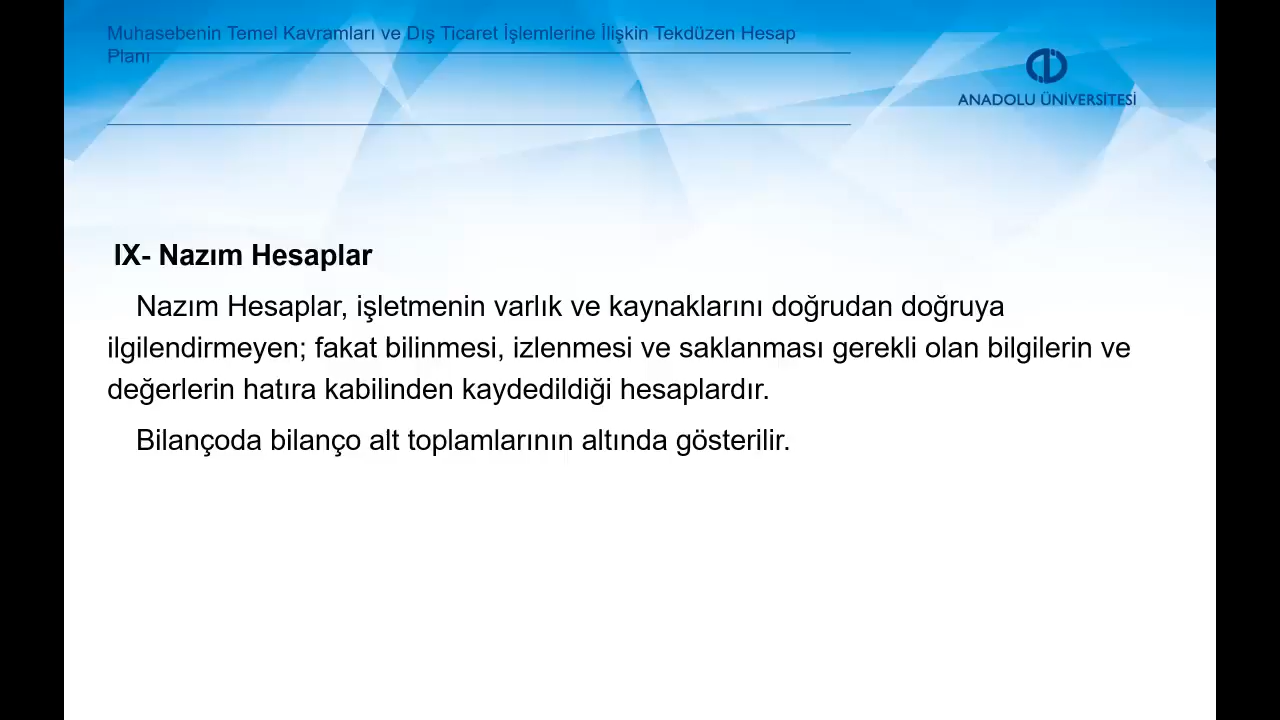 Muhasebenin Temel Kavramları ve Dış Ticaret İşlemlerine İlişkin Tekdüzen Hesap
Planı
ANADOLU ÜNİVERSİTESİ
IX- Nazım Hesaplar
Nazım Hesaplar, işletmenin varlık ve kaynaklarını doğrudan doğruya
ilgilendirmeyen; fakat bilinmesi, izlenmesi ve saklanması gerekli olan bilgilerin ve
değerlerin hatıra kabilinden kaydedildiği hesaplardır.
Bilançoda bilanço alt toplamlarının altında gösterilir.